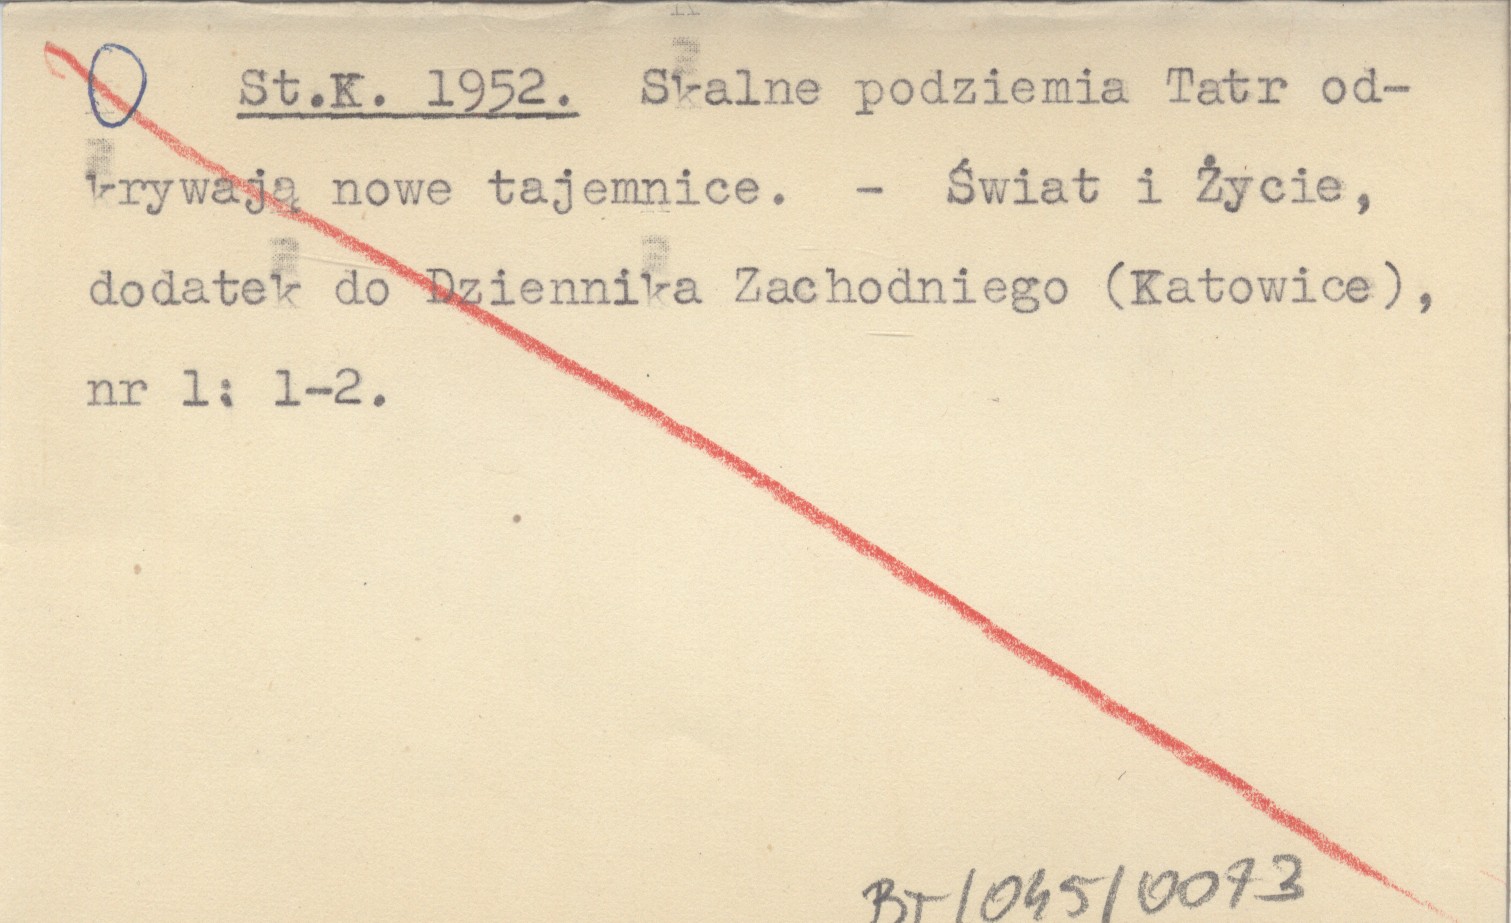 St.K. 1952. Skalne podziemia Tatr od-
krywają nowe tajemnice. - Świat i Życie,
dodatek do Dziennika Zachodniego (Katowice),
nr 1: 1-2.
BT/045/0073